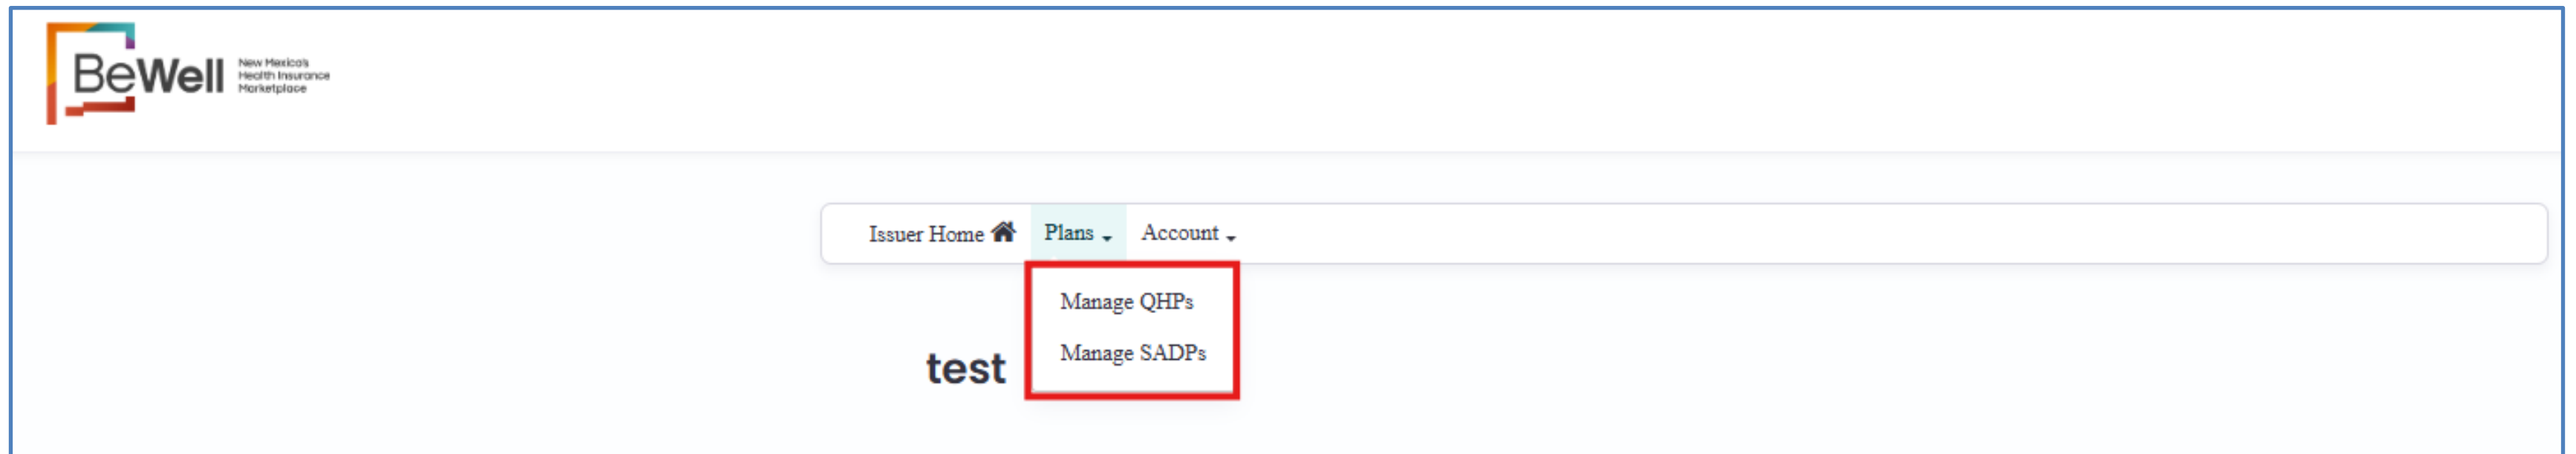 BeWell
New Mexico's
Health Insurance
Marketplace
Issuer Home Plans Account
Manage QHPs
Manage SADPs
test